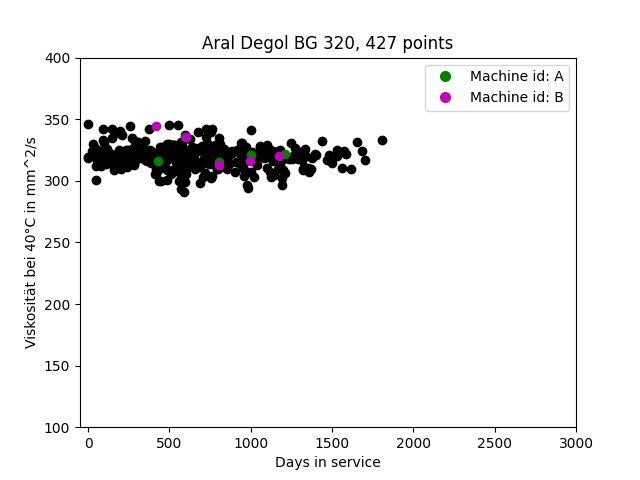 Aral Degol BG 320, 427 points
Machine id: A
Machine id: B
Viskosität bei 40°C in mm^2/s
400
350
300
250
200
150
100
0 500 1000 1500 2000 2500 3000
Days in service